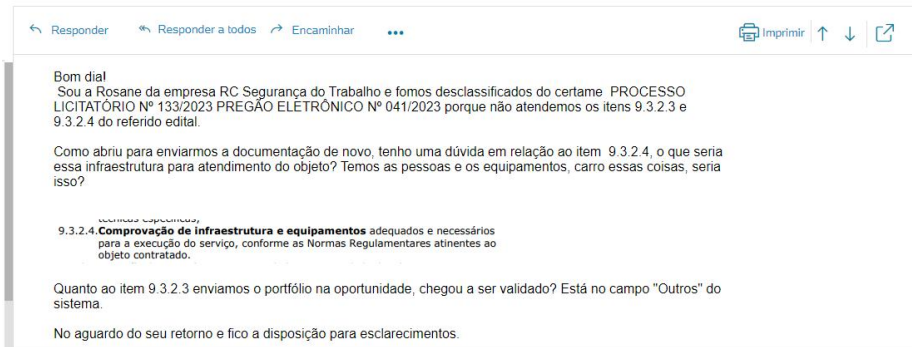 Responder Responder a todos Encaminhar ... Imprimir
Bom dia!
Sou a Rosane da empresa RC Segurança do Trabalho e fomos desclassificados do certame PROCESSO
LICITATÓRIO Nº 133/2023 PREGÃO ELETRÔNICO Nº 041/2023 porque não atendemos os itens 9.3.2.3 e
9.3.2.4 do referido edital.
Como abriu para enviarmos a documentação de novo, tenho uma dúvida em relação ao item 9.3.2.4, o que seria
essa infraestrutura para atendimento do objeto? Temos as pessoas e os equipamentos, carro essas coisas, seria
isso?
técnicas específicas;
9.3.2.4.Comprovação de infraestrutura e equipamentos adequados e necessários
para a execução do serviço, conforme as Normas Regulamentares atinentes ao
objeto contratado.
Quanto ao item 9.3.2.3 enviamos o portfólio na oportunidade, chegou a ser validado? Está no campo "Outros" do
sistema.
No aguardo do seu retorno e fico a disposição para esclarecimentos.